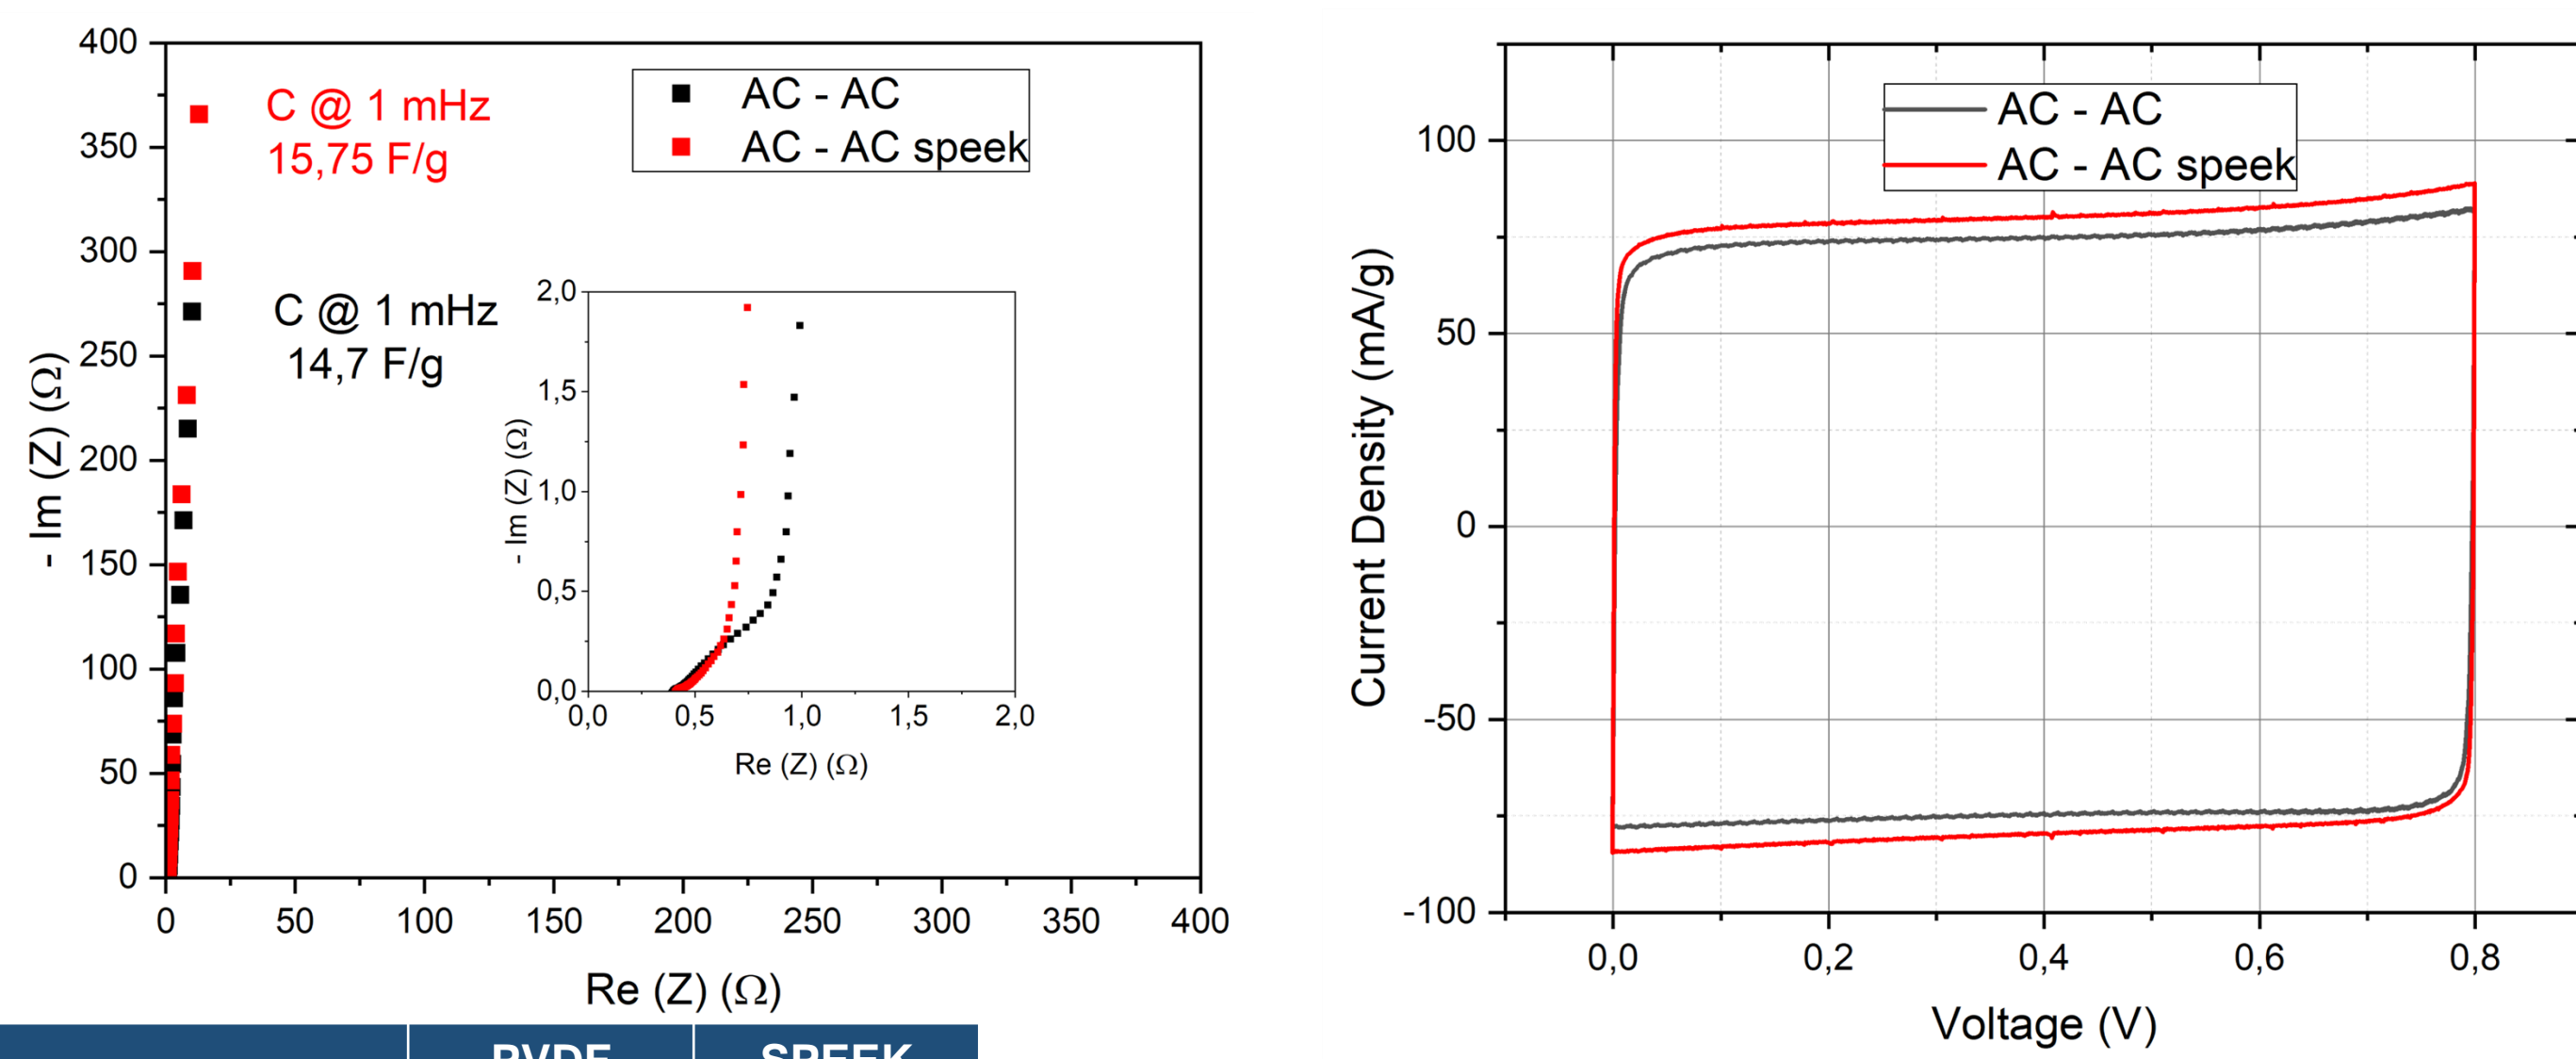 400
350
300
250
200
150
100
50
0
- Im (Z) (Ω)
C @ 1 mHz
15,75 F/g
AC - AC
AC - AC speek
C @ 1 mHz
14,7 F/g
2,0
1,5
1,0
0,5
0,0
- Im (Z) (Ω)
0,0 0,5 1,0 1,5 2,0
Re (Z) (Ω)
0 50 100 150 200 250 300 350 400
Re (Z) (Ω)
PVDF SPEEK
AC - AC
AC - AC speek
100
50
0
-50
-100
Current Density (mA/g)
0,0 0,2 0,4 0,6 0,8
Voltage (V)